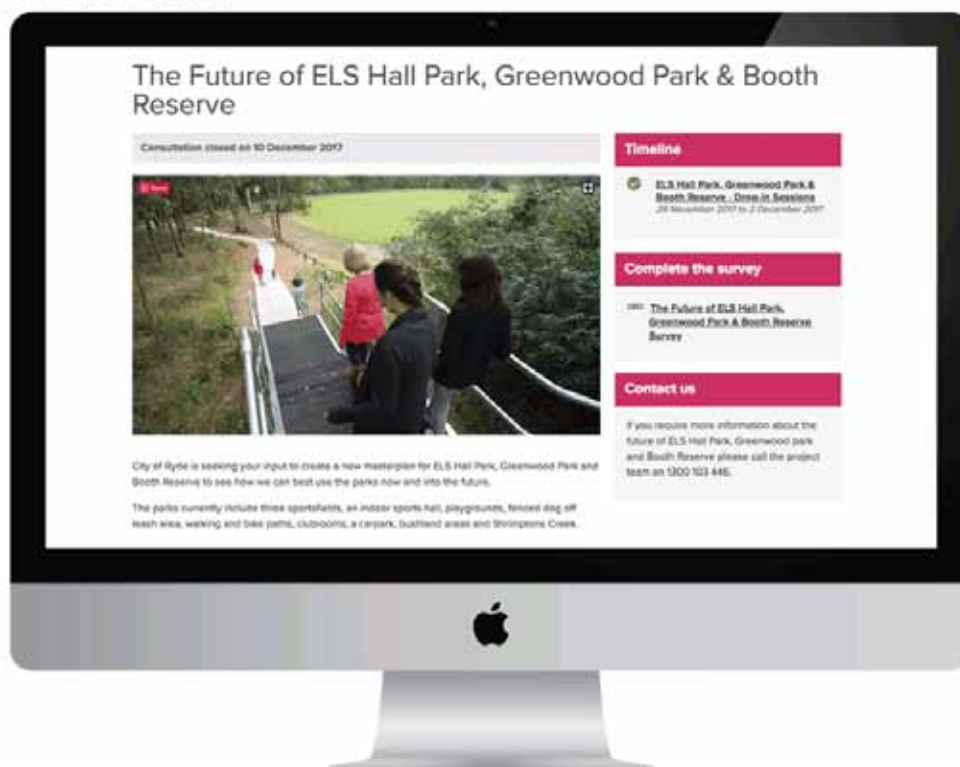 The Future of ELS Hall Park, Greenwood Park & Booth
Reserve
Consultation closed on 10 December 2017
Timeline
ELS Hall Park, Greenwood Park &
Booth Reserve - Drop in Sessions
29 November 2017 to 2 December 2017
Complete the survey
The Future of ELS Hall Park,
Greenwood Park & Booth Reserve
Survey
Contact us
If you require more information about the
future of ELS Hall Park, Greenwood park
and Booth Reserve please call the project
team on 1300 103 446.
City of Ryde is seeking your input to create a new masterplan for ELS Hall Park, Greenwood Park and
Booth Reserve to see how we can best use the parks now and into the future.
The parks currently include three sportsfields, an indoor sports hall, playgrounds, fenced dog off
leash area, walking and bike paths, clubrooms, a carpark, bushland areas and Shrimptons Creek.